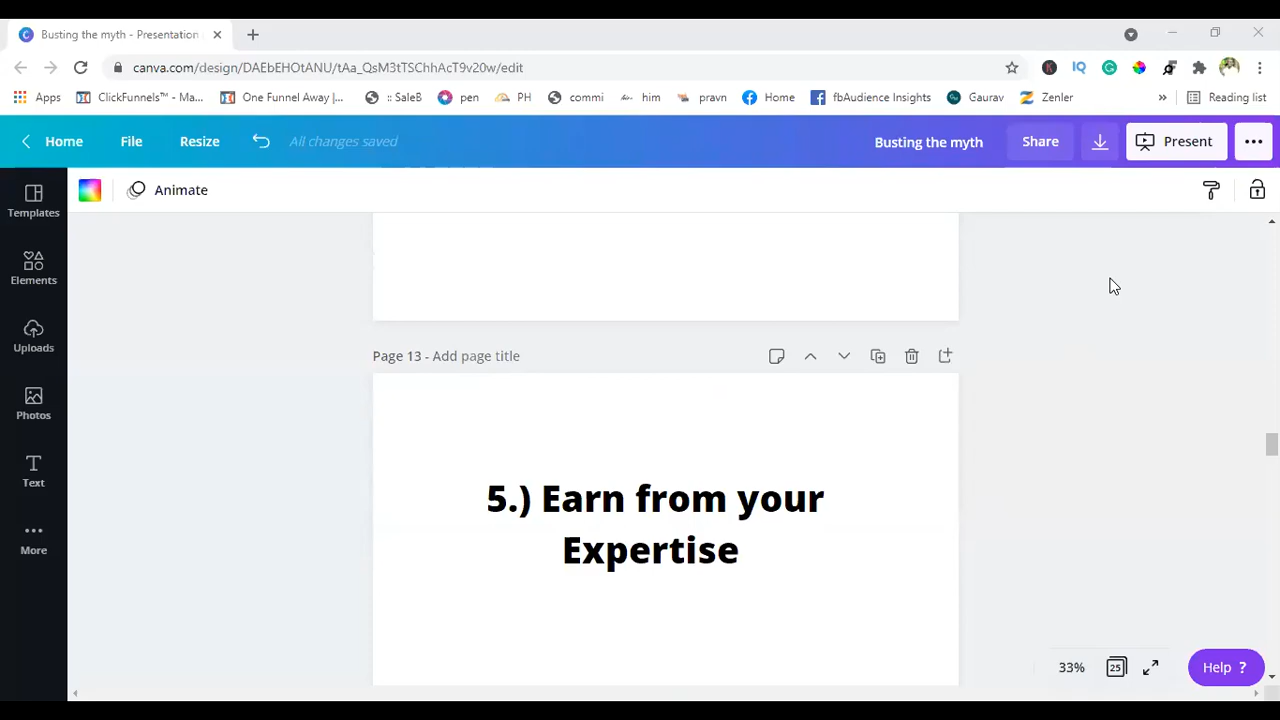 Busting the myth - Presentation
canva.com/design/DAEbEHOtANU/tAa_QsM3tTSChhAcT9v20w/edit
Apps ClickFunnels™ - Ma... One Funnel Away I... :: SaleB pen PH commi him pravn Home fbAudience Insights Gaurav Zenler » Reading list
Home File Resize All changes saved Busting the myth Share Present
Animate
Templates
Elements
Uploads
Photos
Text
More
Page 13 - Add page title
5.) Earn from your
Expertise
33% 25 Help ?